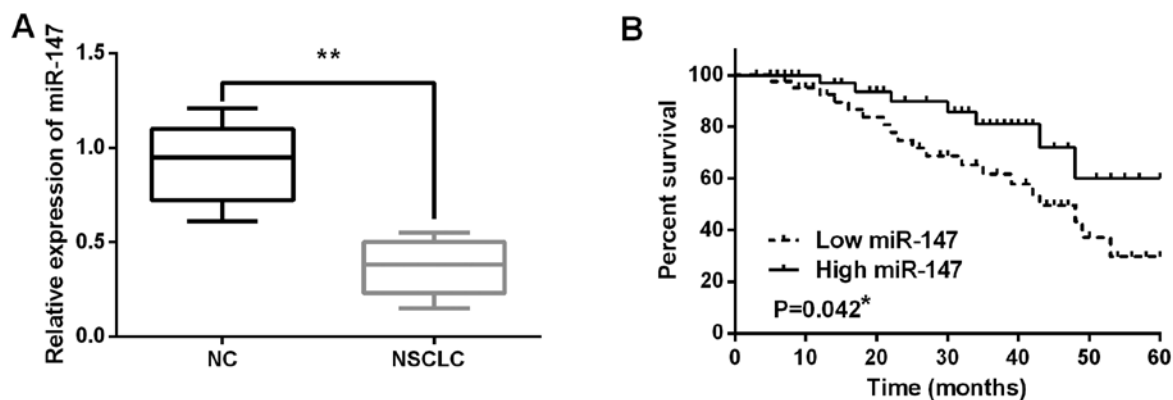 A
Relative expression of miR-147
1.5
1.0
0.5
0.0
**
NC
NSCLC
B
Percent survival
100
80
60
40
20
0
Low miR-147
High miR-147
P=0.042*
0
10
20
30
40
50
60
Time (months)